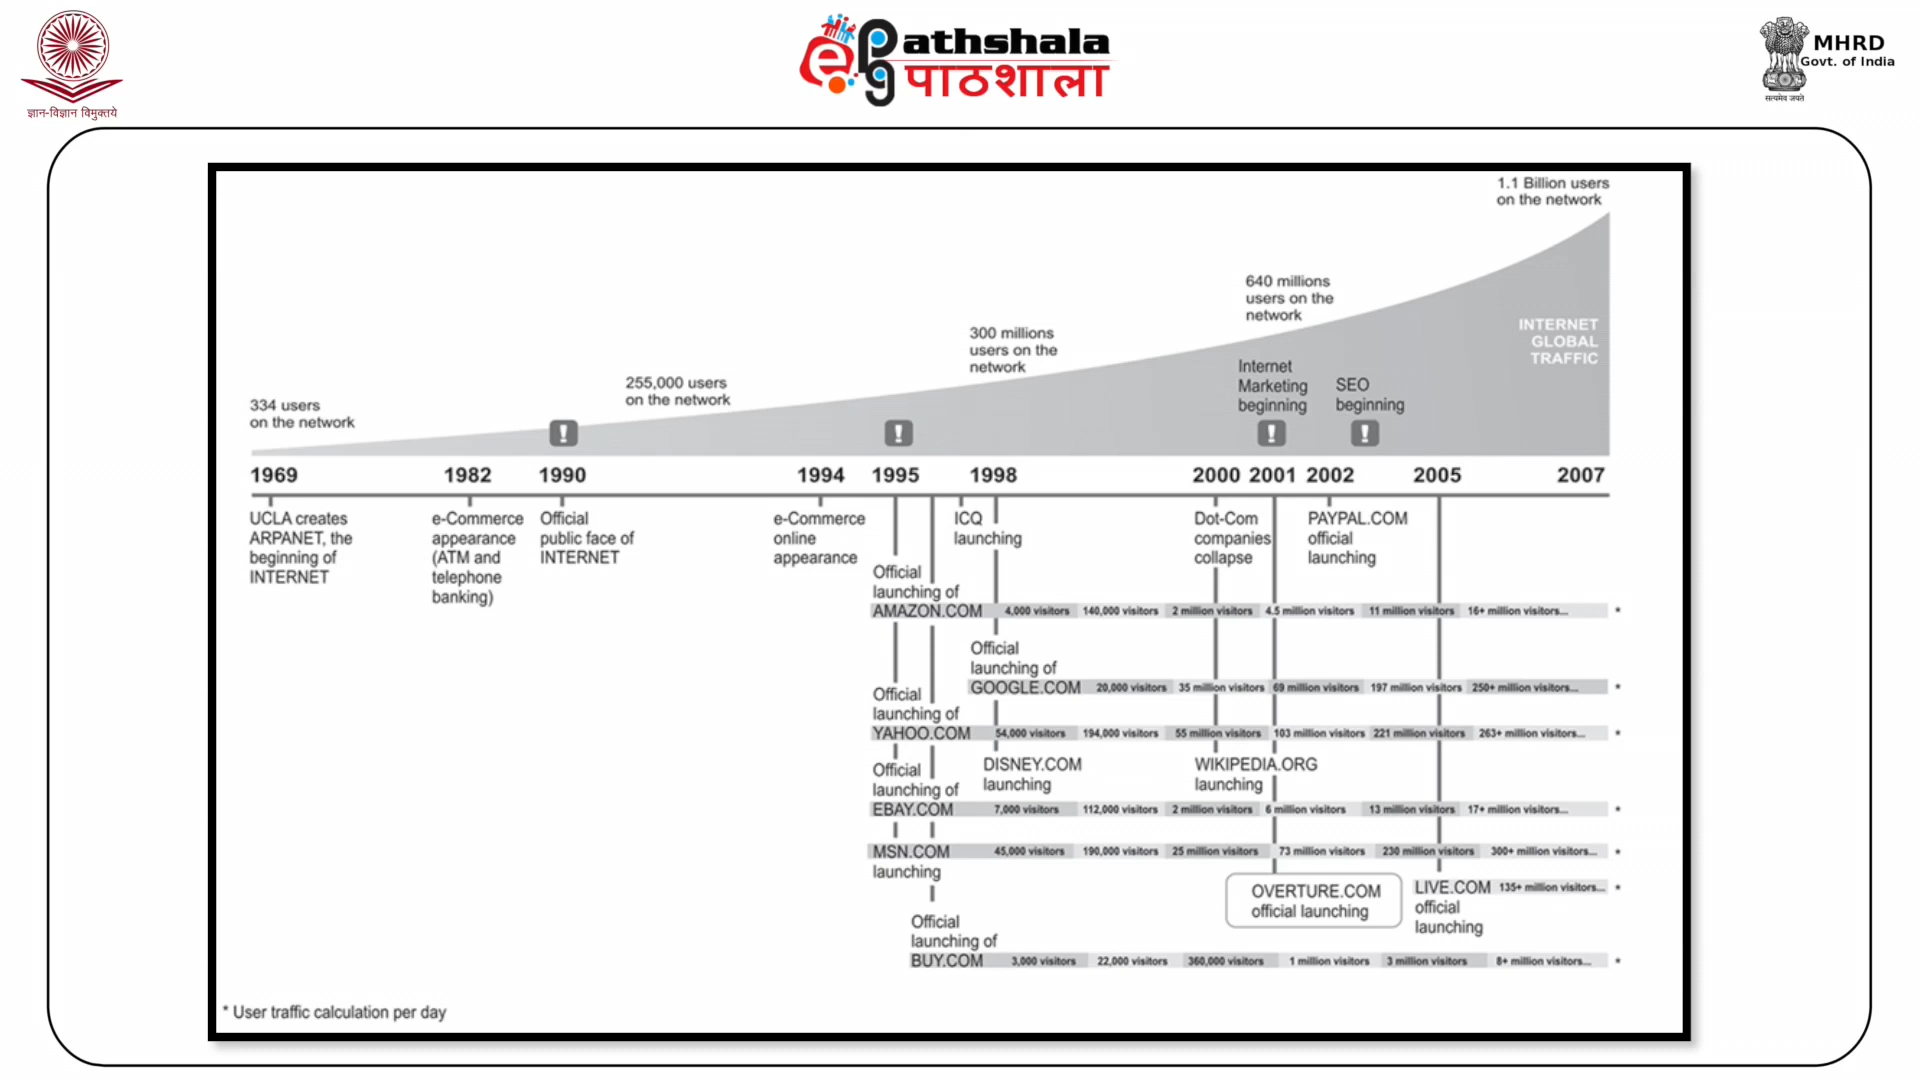 ज्ञान-विज्ञान विमुक्तये
e
pg
athshala
पाठशाला
MHRD
Govt. of India
सत्यमेव जयते
1.1 Billion users
on the network
640 millions
users on the
network
300 millions
users on the
network
255,000 users
on the network
334 users
on the network
INTERNET
GLOBAL
TRAFFIC
Internet
Marketing
beginning
SEO
beginning
! ! ! !
1969 1982 1990 1994 1995 1998 2000 2001 2002 2005 2007
UCLA creates
ARPANET, the
beginning of
INTERNET
e-Commerce
appearance
(ATM and
telephone
banking)
Official
public face of
INTERNET
e-Commerce
online
appearance
ICQ
launching
Dot-Com
companies
collapse
PAYPAL.COM
official
launching
Official
launching of
AMAZON.COM 4,000 visitors 140,000 visitors 2 million visitors 4.5 million visitors 11 million visitors 16+ million visitors... *
Official
launching of
GOOGLE.COM 20,000 visitors 35 million visitors 69 million visitors 197 million visitors 250+ million visitors... *
Official
launching of
YAHOO.COM 54,000 visitors 194,000 visitors 55 million visitors 103 million visitors 221 million visitors 263+ million visitors... *
DISNEY.COM
launching
WIKIPEDIA.ORG
launching
Official
launching of
EBAY.COM 7,000 visitors 112,000 visitors 2 million visitors 6 million visitors 13 million visitors 17+ million visitors... *
MSN.COM 45,000 visitors 190,000 visitors 25 million visitors 73 million visitors 230 million visitors 300+ million visitors... *
launching
OVERTURE.COM
official launching
LIVE.COM 135+ million visitors... *
official
launching
Official
launching of
BUY.COM 3,000 visitors 22,000 visitors 360,000 visitors 1 million visitors 3 million visitors 8+ million visitors... *
* User traffic calculation per day